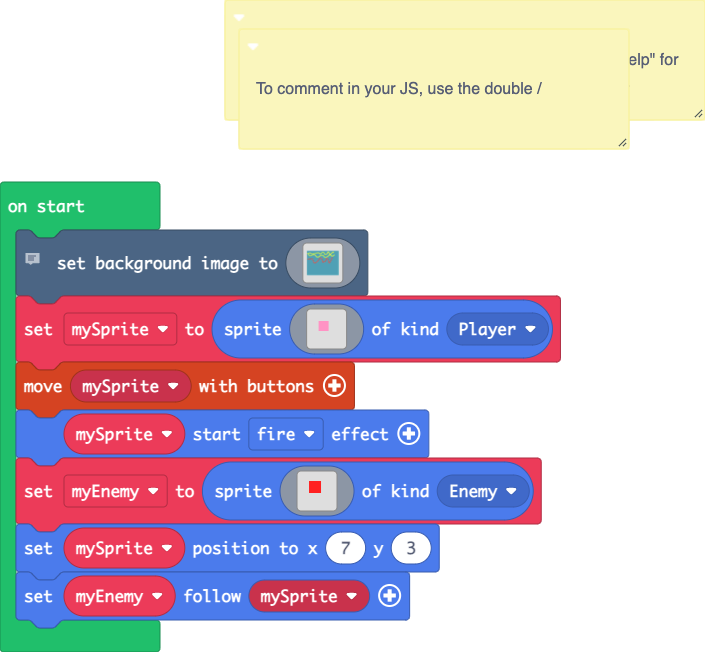 elp" for
To comment in your JS, use the double /
on start
set background image to
set mySprite to sprite of kind Player
move mySprite with buttons
mySprite start fire effect
set myEnemy to sprite of kind Enemy
set mySprite position to x 7 y 3
set myEnemy follow mySprite